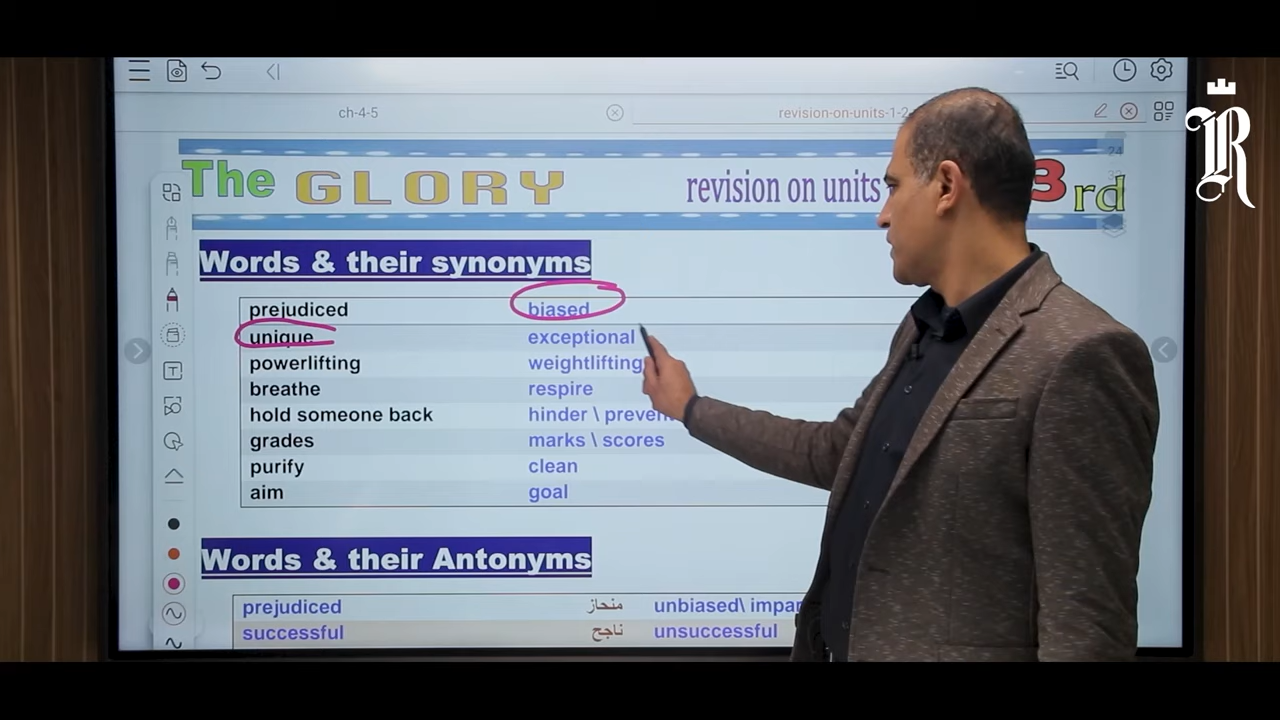 ch-4-5
revision-on-units-1-2-
The GLORY revision on units 3rd
Words & their synonyms
prejudiced biased
unique exceptional
powerlifting weightlifting
breathe respire
hold someone back hinder \
grades marks \ scores
purify clean
aim goal
Words & their Antonyms
prejudiced منحاز unbiased\
successful ناجح unsuccessful
R